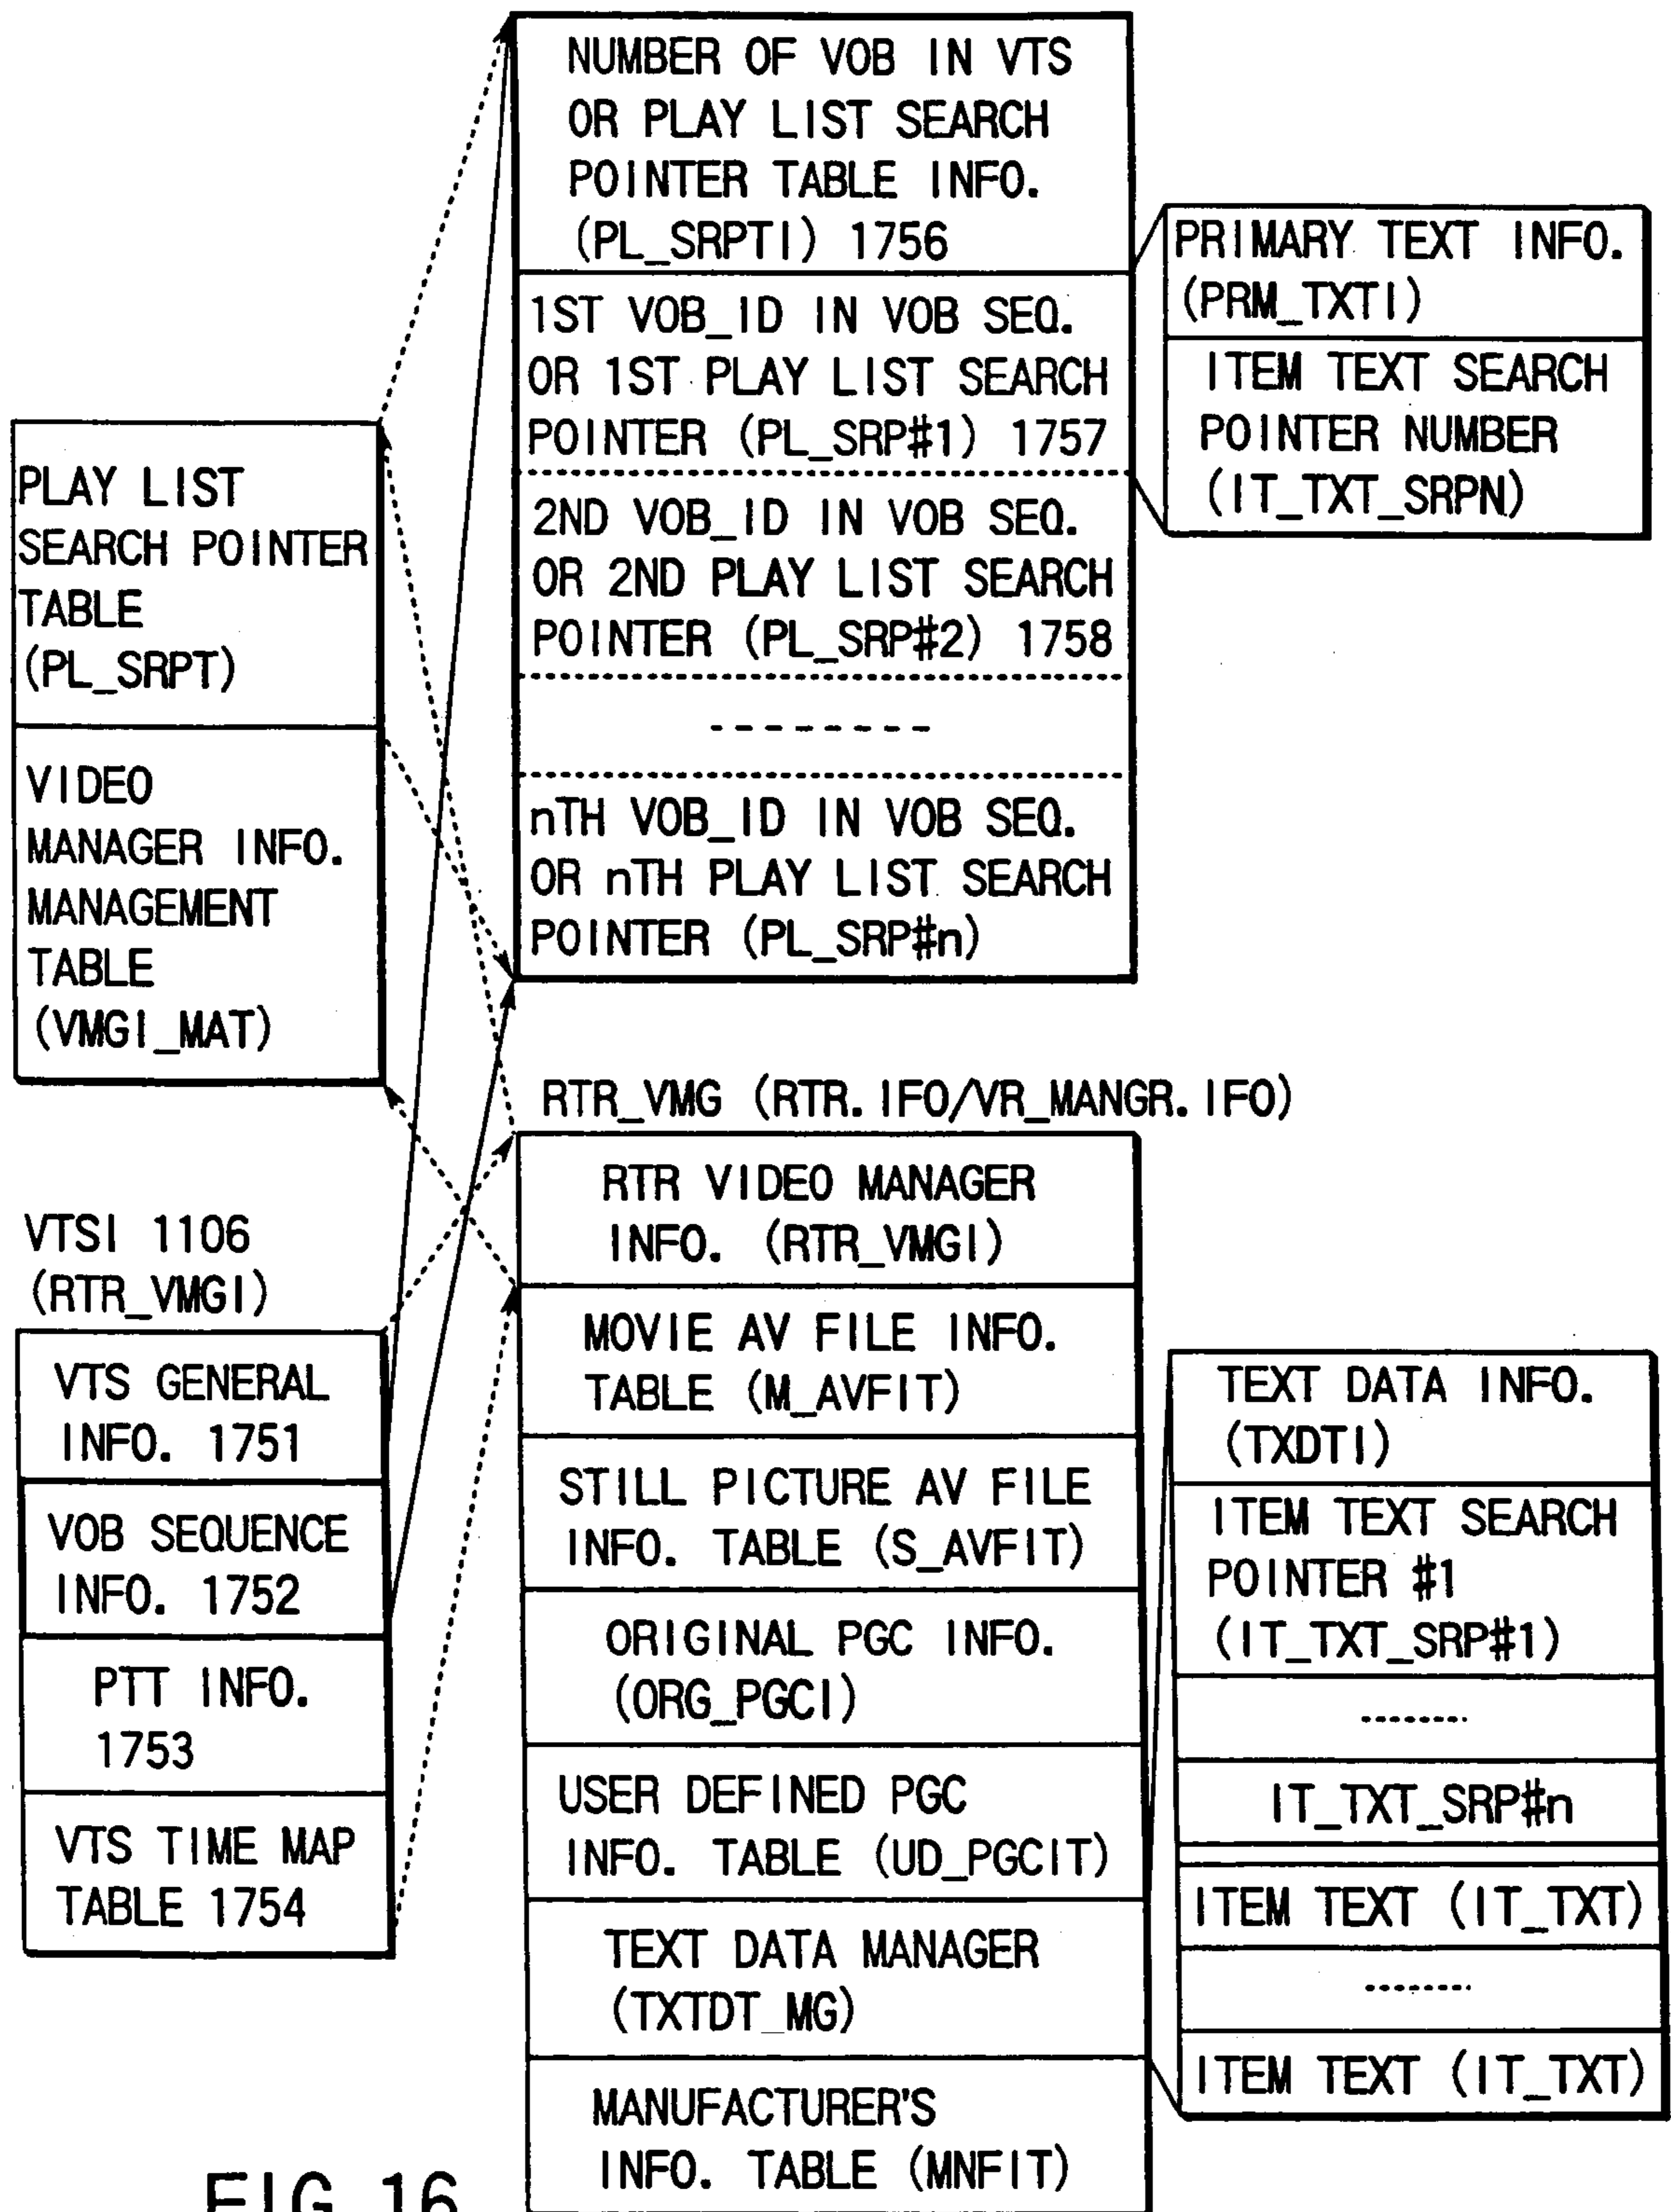 NUMBER OF VOB IN VTS
OR PLAY LIST SEARCH
POINTER TABLE INFO.
(PL_SRPTI) 1756
1ST VOB_ID IN VOB SEQ.
OR 1ST PLAY LIST SEARCH
POINTER (PL_SRP#1) 1757
2ND VOB_ID IN VOB SEQ.
OR 2ND PLAY LIST SEARCH
POINTER (PL_SRP#2) 1758
nTH VOB_ID IN VOB SEQ.
OR nTH PLAY LIST SEARCH
POINTER (PL_SRP#n)
PRIMARY TEXT INFO.
(PRM_TXTI)
ITEM TEXT SEARCH
POINTER NUMBER
(IT_TXT_SRPN)
PLAY LIST
SEARCH POINTER
TABLE
(PL_SRPT)
VIDEO
MANAGER INFO.
MANAGEMENT
TABLE
(VMGI_MAT)
RTR_VMG (RTR.IFO/VR_MANGR.IFO)
RTR VIDEO MANAGER
INFO. (RTR_VMGI)
MOVIE AV FILE INFO.
TABLE (M_AVFIT)
STILL PICTURE AV FILE
INFO. TABLE (S_AVFIT)
ORIGINAL PGC INFO.
(ORG_PGCI)
USER DEFINED PGC
INFO. TABLE (UD_PGCIT)
TEXT DATA MANAGER
(TXTDT_MG)
MANUFACTURER'S
INFO. TABLE (MNFIT)
VTSI 1106
(RTR_VMGI)
VTS GENERAL
INFO. 1751
VOB SEQUENCE
INFO. 1752
PTT INFO.
1753
VTS TIME MAP
TABLE 1754
TEXT DATA INFO.
(TXDTI)
ITEM TEXT SEARCH
POINTER #1
(IT_TXT_SRP#1)
IT_TXT_SRP#n
ITEM TEXT (IT_TXT)
ITEM TEXT (IT_TXT)
FIG. 16